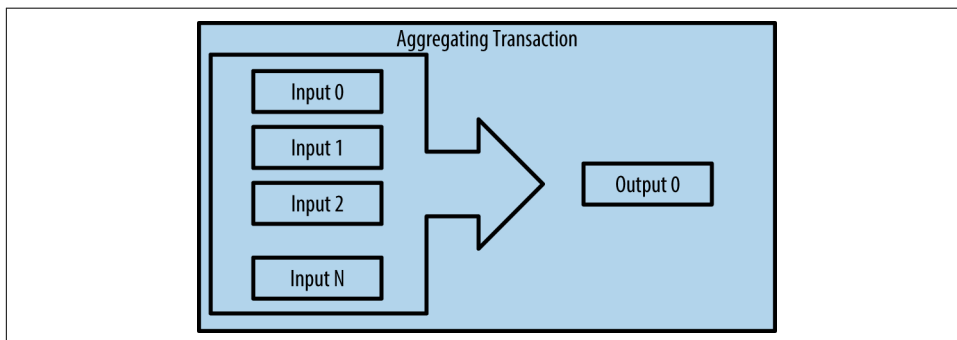 Aggregating Transaction
Input 0
Input 1
Input 2
Input N
Output 0